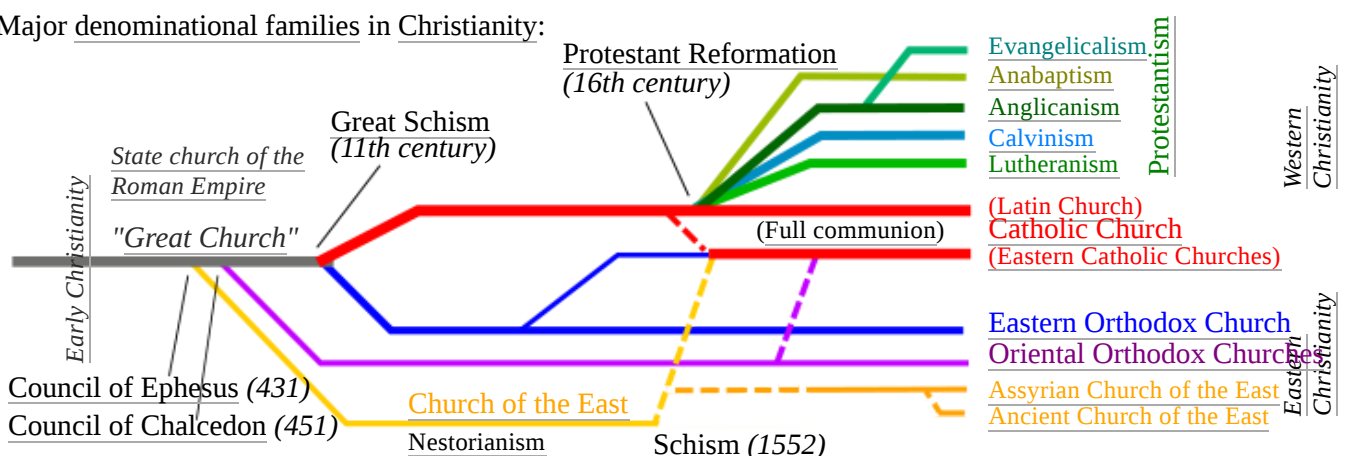 Major denominational families in Christianity:
Protestant Reformation
(16th century)
Great Schism
(11th century)
State church of the
Roman Empire
"Great Church"
Early Christianity
Council of Ephesus (431)
Council of Chalcedon (451)
Church of the East
Nestorianism
Schism (1552)
(Full communion)
Evangelicalism
Anabaptism
Anglicanism
Calvinism
Lutheranism
Protestantism
(Latin Church)
Catholic Church
(Eastern Catholic Churches)
Eastern Orthodox Church
Oriental Orthodox Churches
Assyrian Church of the East
Ancient Church of the East
Western
Christianity
Eastern
Christianity